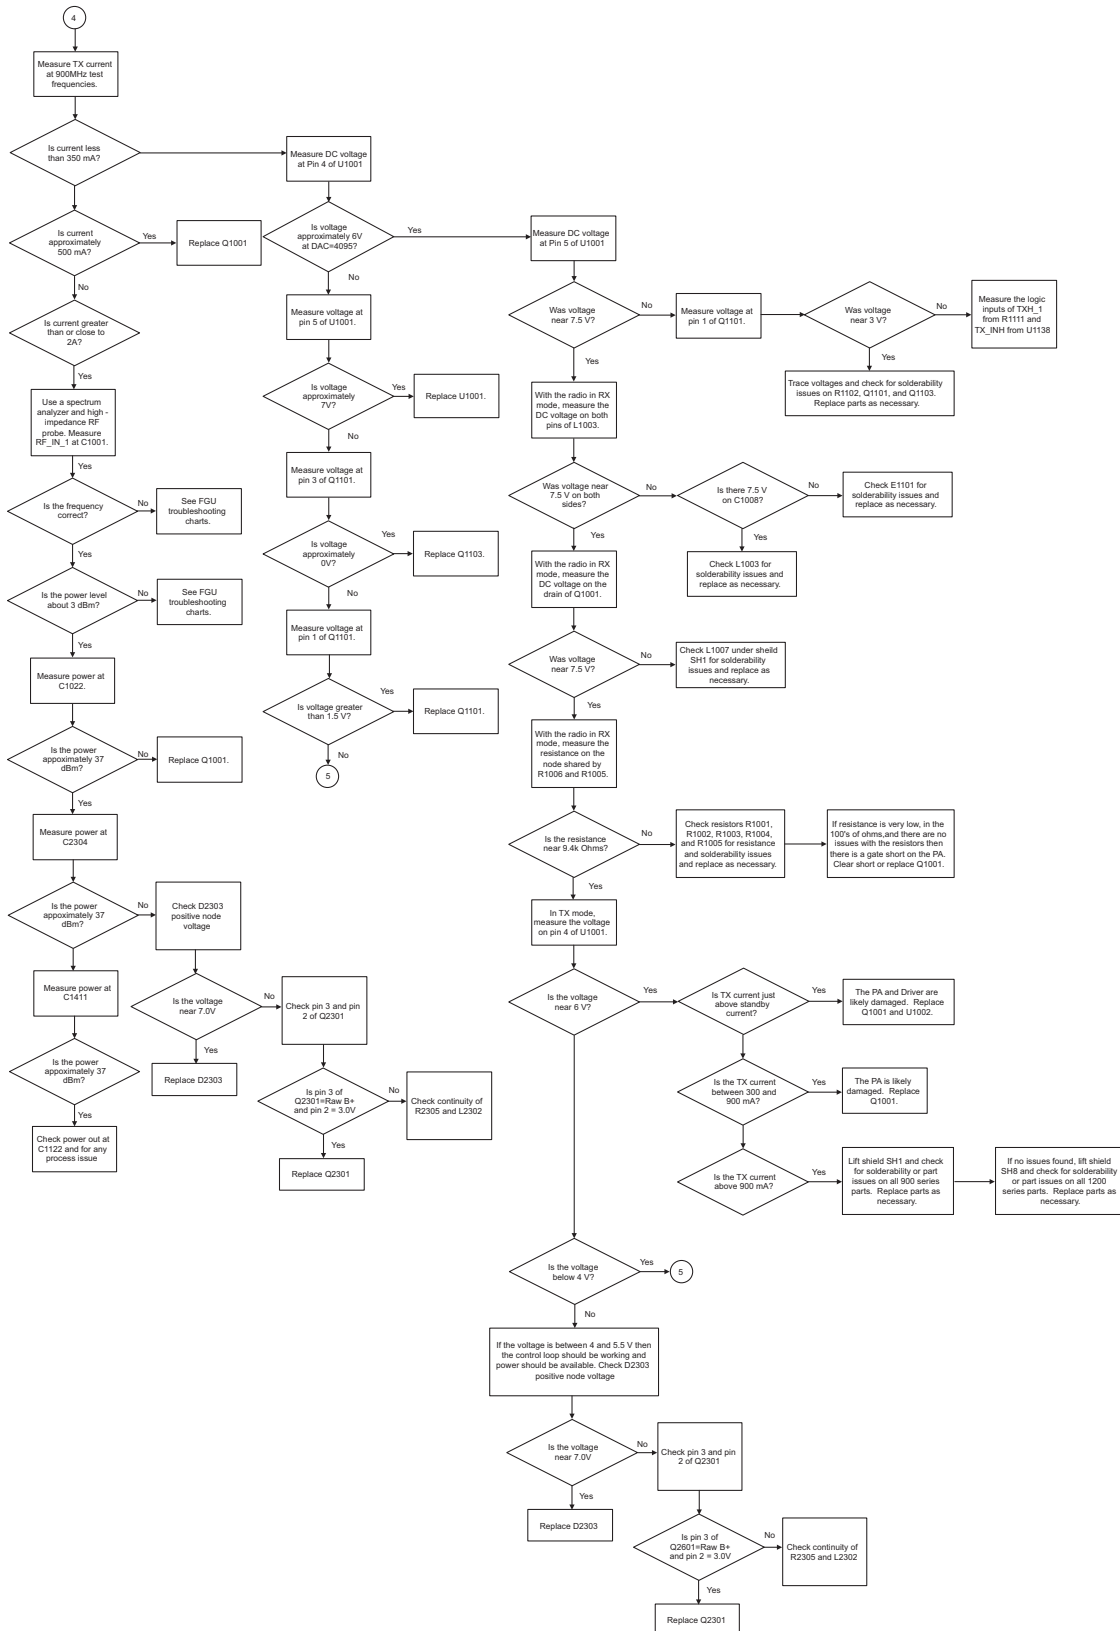 4
Measure TX current
at 900MHz test
frequencies.
Is current less
than 350 mA?
Is current
approximately
500 mA?
Yes
Replace Q1001
No
Is current greater
than or close to
2A?
Yes
Use a spectrum
analyzer and high -
impedance RF
probe. Measure
RF_IN_1 at C1001.
Yes
Is the frequency
correct?
No
See FGU
troubleshooting
charts.
Yes
Is the power level
about 3 dBm?
No
See FGU
troubleshooting
charts.
Yes
Measure power at
C1022.
Is the power
appoximately 37
dBm?
No
Replace Q1001.
Yes
Measure power at
C2304
Is the power
appoximately 37
dBm?
No
Check D2303
positive node
voltage
Measure power at
C1411
Is the voltage
near 7.0V
No
Check pin 3 and pin
2 of Q2301
Yes
Replace D2303
Is the power
appoximately 37
dBm?
Yes
Check power out at
C1122 and for any
process issue
Is pin 3 of
Q2301=Raw B+
and pin 2 = 3.0V
No
Check continuity of
R2305 and L2302
Yes
Replace Q2301
Measure DC voltage
at Pin 4 of U1001
Is voltage
approximately 6V
at DAC=4095?
Yes
No
Measure voltage at
pin 5 of U1001.
Is voltage
approximately
7V?
Yes
Replace U1001.
No
Measure voltage at
pin 3 of Q1101.
Is voltage
approximately
0V?
Yes
Replace Q1103.
No
Measure voltage at
pin 1 of Q1101.
Is voltage greater
than 1.5 V?
Yes
Replace Q1101.
No
5
Measure DC voltage
at Pin 5 of U1001
Was voltage
near 7.5 V?
No
Measure voltage at
pin 1 of Q1101.
Was voltage
near 3 V?
No
Measure the logic
inputs of TXH_1
from R1111 and
TX_INH from U1138
Yes
Trace voltages and check for solderability
issues on R1102, Q1101, and Q1103.
Replace parts as necessary.
Yes
With the radio in RX
mode, measure the
DC voltage on both
pins of L1003.
Was voltage near
7.5 V on both
sides?
No
Is there 7.5 V
on C1008?
No
Check E1101 for
solderability issues and
replace as necessary.
Yes
Check L1003 for
solderability issues and
replace as necessary.
Yes
With the radio in RX
mode, measure the
DC voltage on the
drain of Q1001.
Was voltage
near 7.5 V?
No
Check L1007 under sheild
SH1 for solderability
issues and replace as
necessary.
Yes
With the radio in RX
mode, measure the
resistance on the
node shared by
R1006 and R1005.
Is the resistance
near 9.4k Ohms?
No
Check resistors R1001,
R1002, R1003, R1004,
and R1005 for resistance
and solderability issues
and replace as necessary.
If resistance is very low, in the
100's of ohms,and there are no
issues with the resistors then
there is a gate short on the PA.
Clear short or replace Q1001.
Yes
In TX mode,
measure the voltage
on pin 4 of U1001.
Is the voltage
near 6 V?
Yes
Is TX current just
above standby
current?
Yes
The PA and Driver are
likely damaged. Replace
Q1001 and U1002.
Is the TX current
between 300 and
900 mA?
Yes
The PA is likely
damaged. Replace
Q1001.
Is the TX current
above 900 mA?
Yes
Lift shield SH1 and check
for solderability or part
issues on all 900 series
parts. Replace parts as
necessary.
If no issues found, lift shield
SH8 and check for solderability
or part issues on all 1200
series parts. Replace parts as
necessary.
Is the voltage
below 4 V?
Yes
5
No
If the voltage is between 4 and 5.5 V then
the control loop should be working and
power should be available. Check D2303
positive node voltage
Is the voltage
near 7.0V
No
Check pin 3 and pin
2 of Q2301
Yes
Replace D2303
Is pin 3 of
Q2601=Raw B+
and pin 2 = 3.0V
No
Check continuity of
R2305 and L2302
Yes
Replace Q2301